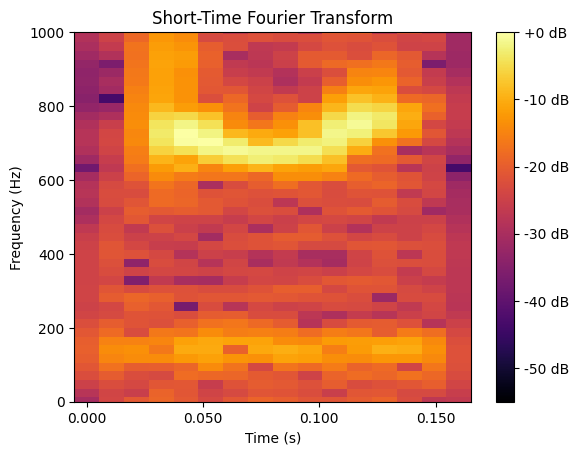 Short-Time Fourier Transform
1000
800
600
400
200
0
Frequency (Hz)
0.000
0.050
0.100
0.150
Time (s)
+0 dB
-10 dB
-20 dB
-30 dB
-40 dB
-50 dB